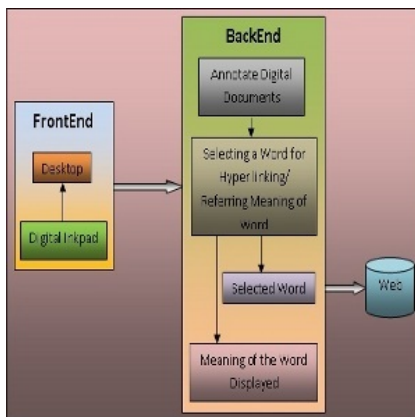 FrontEnd
Desktop
Digital Inkpad
BackEnd
Annotate Digital
Documents
Selecting a Word for
Hyper linking/
Referring Meaning of
word
Selected Word
Meaning of the Word
Displayed
Web